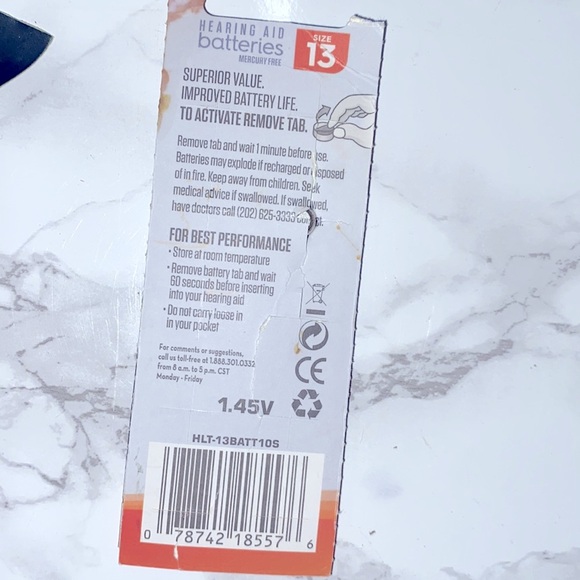 HEARING AID
batteries
MERCURY FREE
SIZE
13
SUPERIOR VALUE.
IMPROVED BATTERY LIFE.
TO ACTIVATE REMOVE TAB.
Remove tab and wait 1 minute before use.
Batteries may explode if recharged or disposed
of in fire. Keep away from children. Seek
medical advice if swallowed. If swallowed,
have doctors call (202) 625-3333
FOR BEST PERFORMANCE
• Store at room temperature
• Remove battery tab and wait
60 seconds before inserting
into your hearing aid
• Do not carry loose in
in your pocket
For comments or suggestions,
call us toll-free at 1.888.301.0332
from 8 a.m. to 5 p.m. CST
Monday - Friday
CE
1.45V
HLT-13BATT10S
0 78742 18557 6